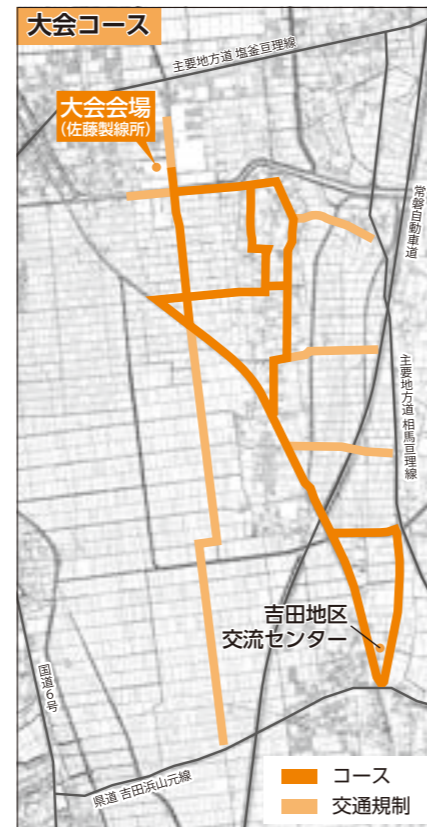 大会コース
主要地方道 塩釜亘理線
大会会場
(佐藤製線所)
常磐自動車道
主要地方道 相馬亘理線
吉田地区
交流センター
国道6号
県道 吉田浜山元線
コース
交通規制